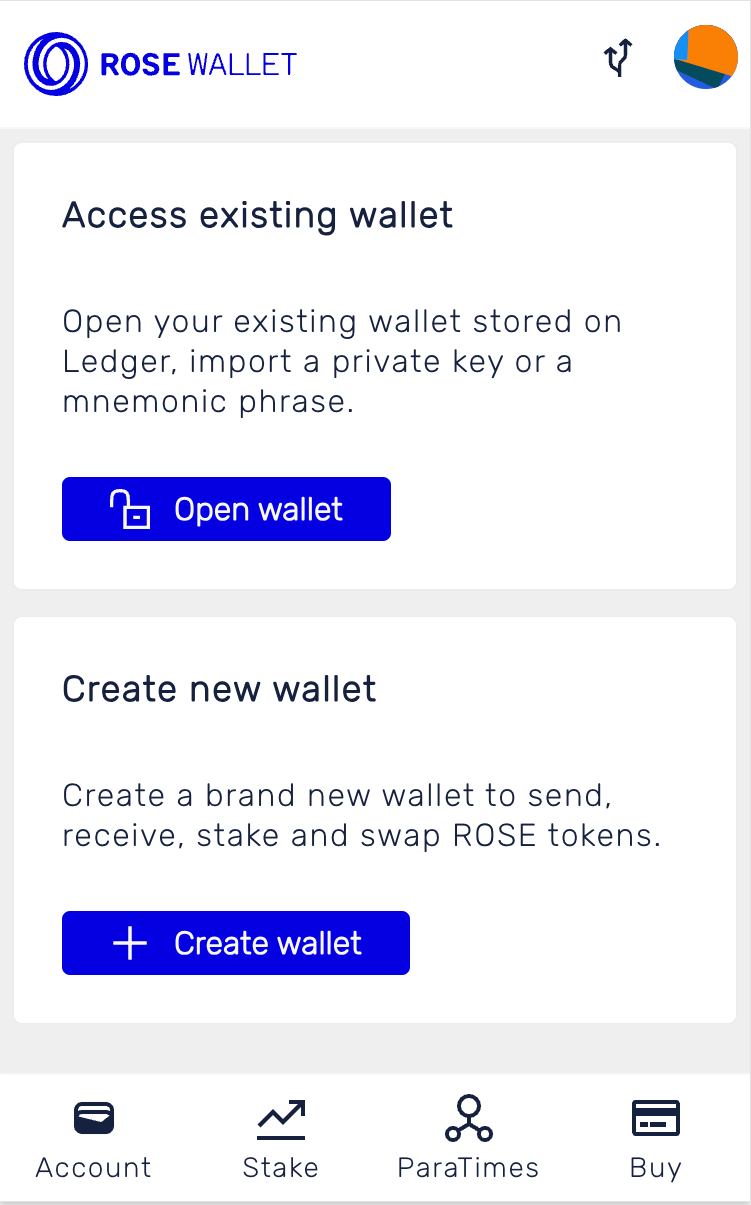 ROSE WALLET
Access existing wallet
Open your existing wallet stored on
Ledger, import a private key or a
mnemonic phrase.
Open wallet
Create new wallet
Create a brand new wallet to send,
receive, stake and swap ROSE tokens.
Create wallet
Account
Stake
ParaTimes
Buy